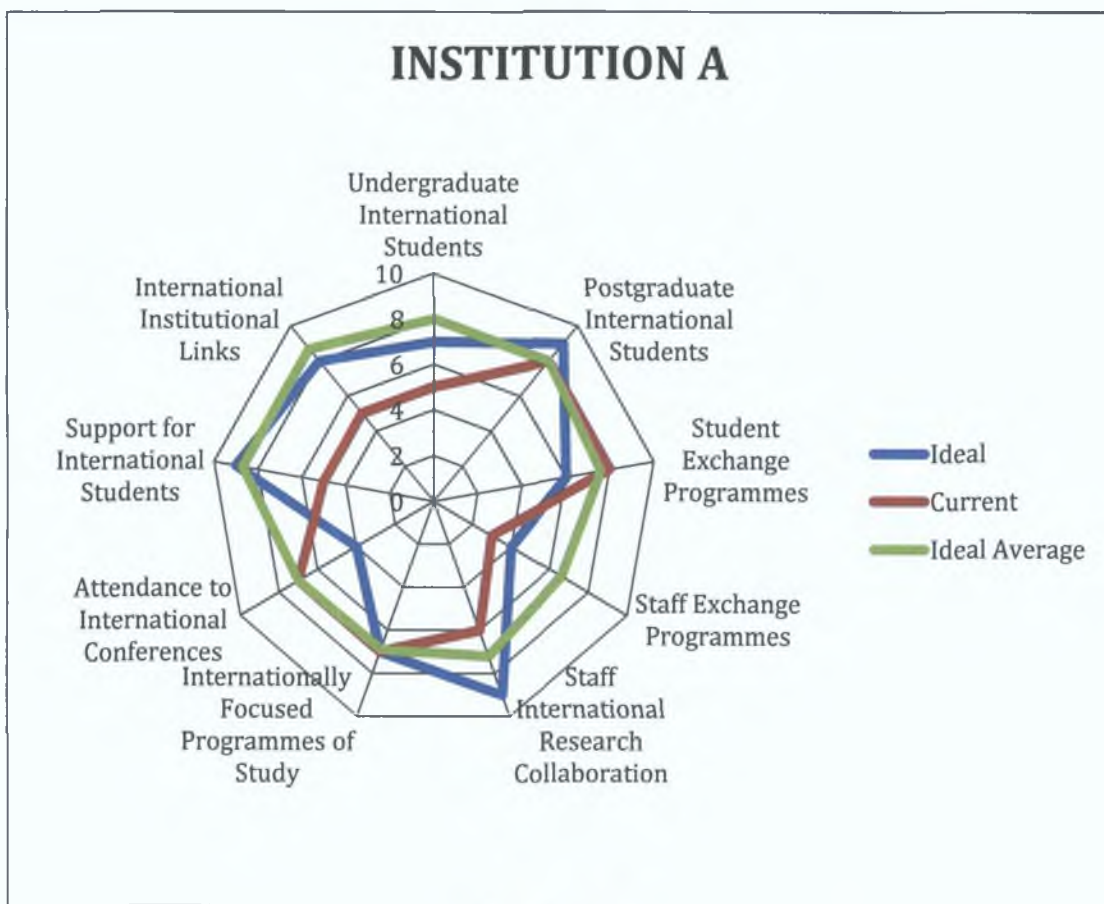 INSTITUTION A
Undergraduate
International
Students
10
8
6
4
2
0
Postgraduate
International
Students
Student
Exchange
Programmes
Staff Exchange
Programmes
Staff
International
Research
Collaboration
Internationally
Focused
Programmes of
Study
Attendance to
International
Conferences
Support for
International
Students
International
Institutional
Links
Ideal
Current
Ideal Average